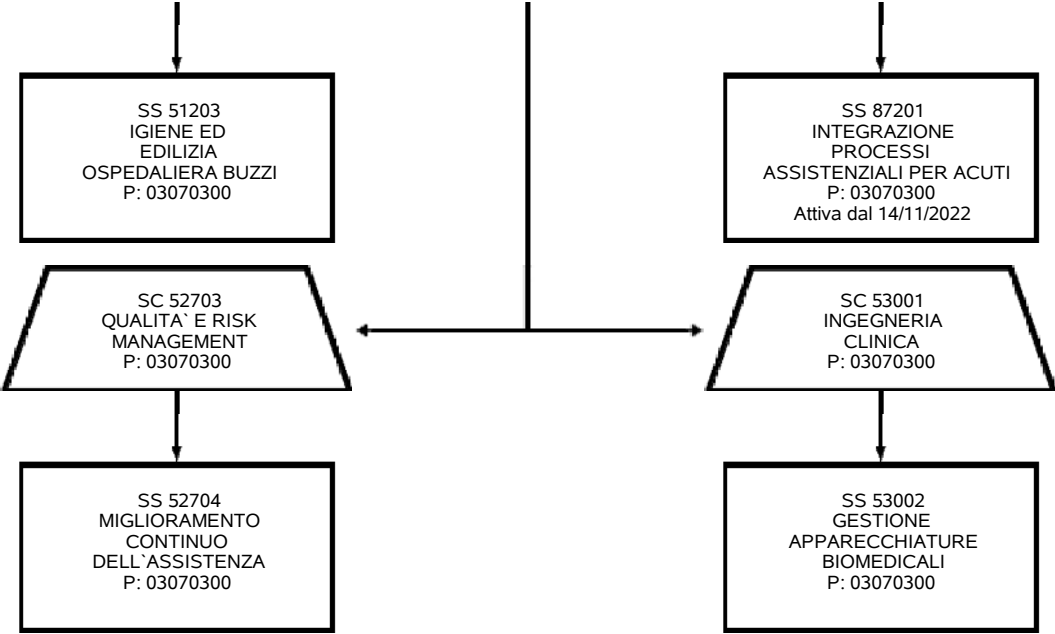 SS 51203
IGIENE ED
EDILIZIA
OSPEDALIERA BUZZI
P: 03070300
SS 87201
INTEGRAZIONE
PROCESSI
ASSISTENZIALI PER ACUTI
P: 03070300
Attiva dal 14/11/2022
SC 52703
QUALITA` E RISK
MANAGEMENT
P: 03070300
SC 53001
INGEGNERIA
CLINICA
P: 03070300
SS 52704
MIGLIORAMENTO
CONTINUO
DELL`ASSISTENZA
P: 03070300
SS 53002
GESTIONE
APPARECCHIATURE
BIOMEDICALI
P: 03070300